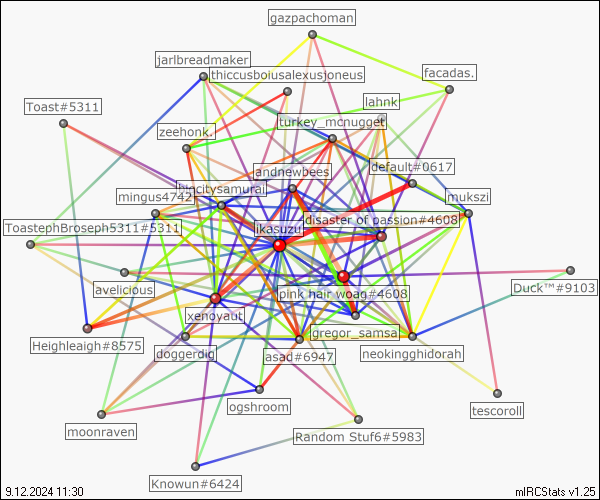 gazpachoman
jarlbreadmaker
thiccusboiusalexusjoneus
facadas.
Toast#5311
lahnk
zeehonk.
turkey_mcnugget
default#0617
andnewbees
mingus4742
mukszi
ToastephBroseph5311#5311
ikasuzu
disaster of passion#4608
avelicious
pink hair woag#4608
Duck™#9103
xenoyaut
gregor_samsa
Heighleaigh#8575
doggerdig
asad#6947
neokingghidorah
ogshroom
tescoroll
moonraven
Random Stuf6#5983
Knowun#6424
9.12.2024 11:30
mIRCStats v1.25